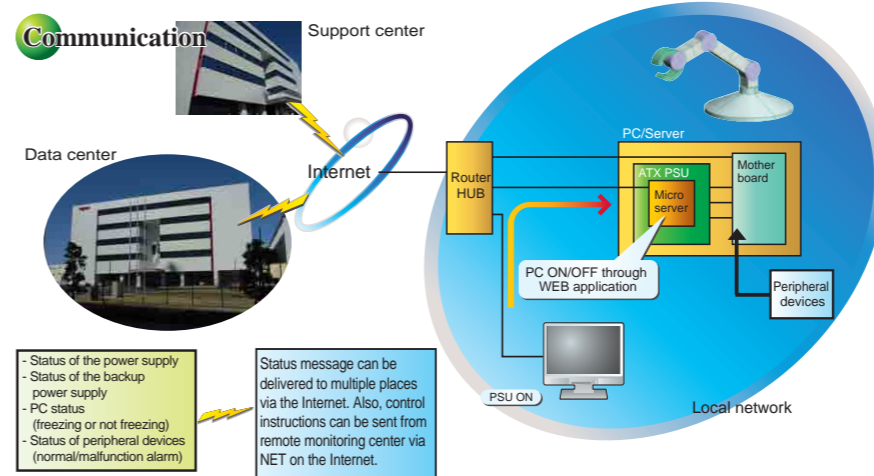 Communication
Support center
Data center
Internet
Router
HUB
PC/Server
ATX PSU
Micro
server
Mother
board
PC ON/OFF through
WEB application
Peripheral
devices
PSU ON
Local network
- Status of the power supply
- Status of the backup
power supply
- PC status
(freezing or not freezing)
- Status of peripheral devices
(normal/malfunction alarm)
Status message can be
delivered to multiple places
via the Internet. Also, control
instructions can be sent from
remote monitoring center via
NET on the Internet.